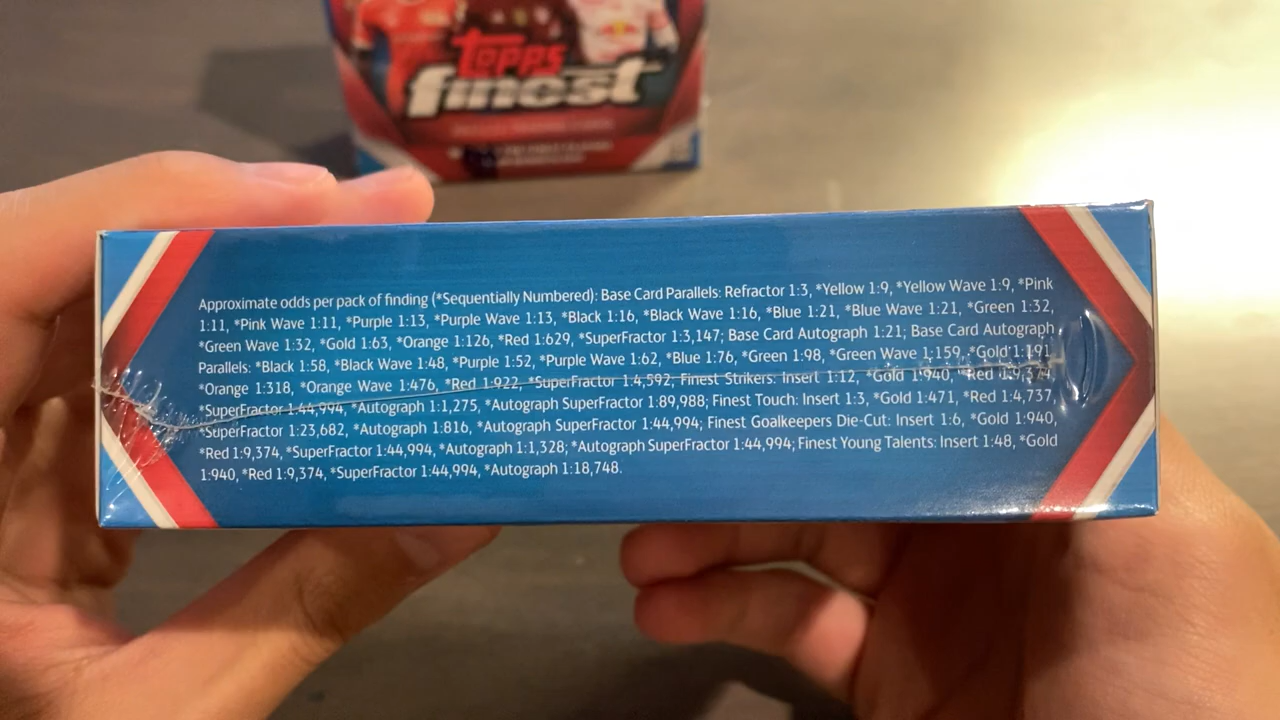 TOPPS
finest
Approximate odds per pack of finding (*Sequentially Numbered): Base Card Parallels: Refractor 1:3, *Yellow 1:9, *Yellow Wave 1:9, *Pink
1:11, *Pink Wave 1:11, *Purple 1:13, *Purple Wave 1:13, *Black 1:16, *Black Wave 1:16, *Blue 1:21, *Blue Wave 1:21, *Green 1:32,
*Green Wave 1:32, *Gold 1:63, *Orange 1:126, *Red 1:629, *SuperFractor 1:3,147; Base Card Autograph 1:21; Base Card Autograph
Parallels: *Black 1:58, *Black Wave 1:48, *Purple 1:52, *Purple Wave 1:62, *Blue 1:76, *Green 1:98, *Green Wave 1:159, *Gold 1:191,
*Orange 1:318, *Orange Wave 1:476, *Red 1:922, *SuperFractor 1:4,592; Finest Strikers: Insert 1:12, *Gold 1:940, *Red 1:9,374,
*SuperFractor 1:44,994, *Autograph 1:1,275, *Autograph SuperFractor 1:89,988; Finest Touch: Insert 1:3, *Gold 1:471, *Red 1:4,737,
*SuperFractor 1:23,682, *Autograph 1:816, *Autograph SuperFractor 1:44,994; Finest Goalkeepers Die-Cut: Insert 1:6, *Gold 1:940,
*Red 1:9,374, *SuperFractor 1:44,994, *Autograph 1:1,328; *Autograph SuperFractor 1:44,994; Finest Young Talents: Insert 1:48, *Gold
1:940, *Red 1:9,374, *SuperFractor 1:44,994, *Autograph 1:18,748.